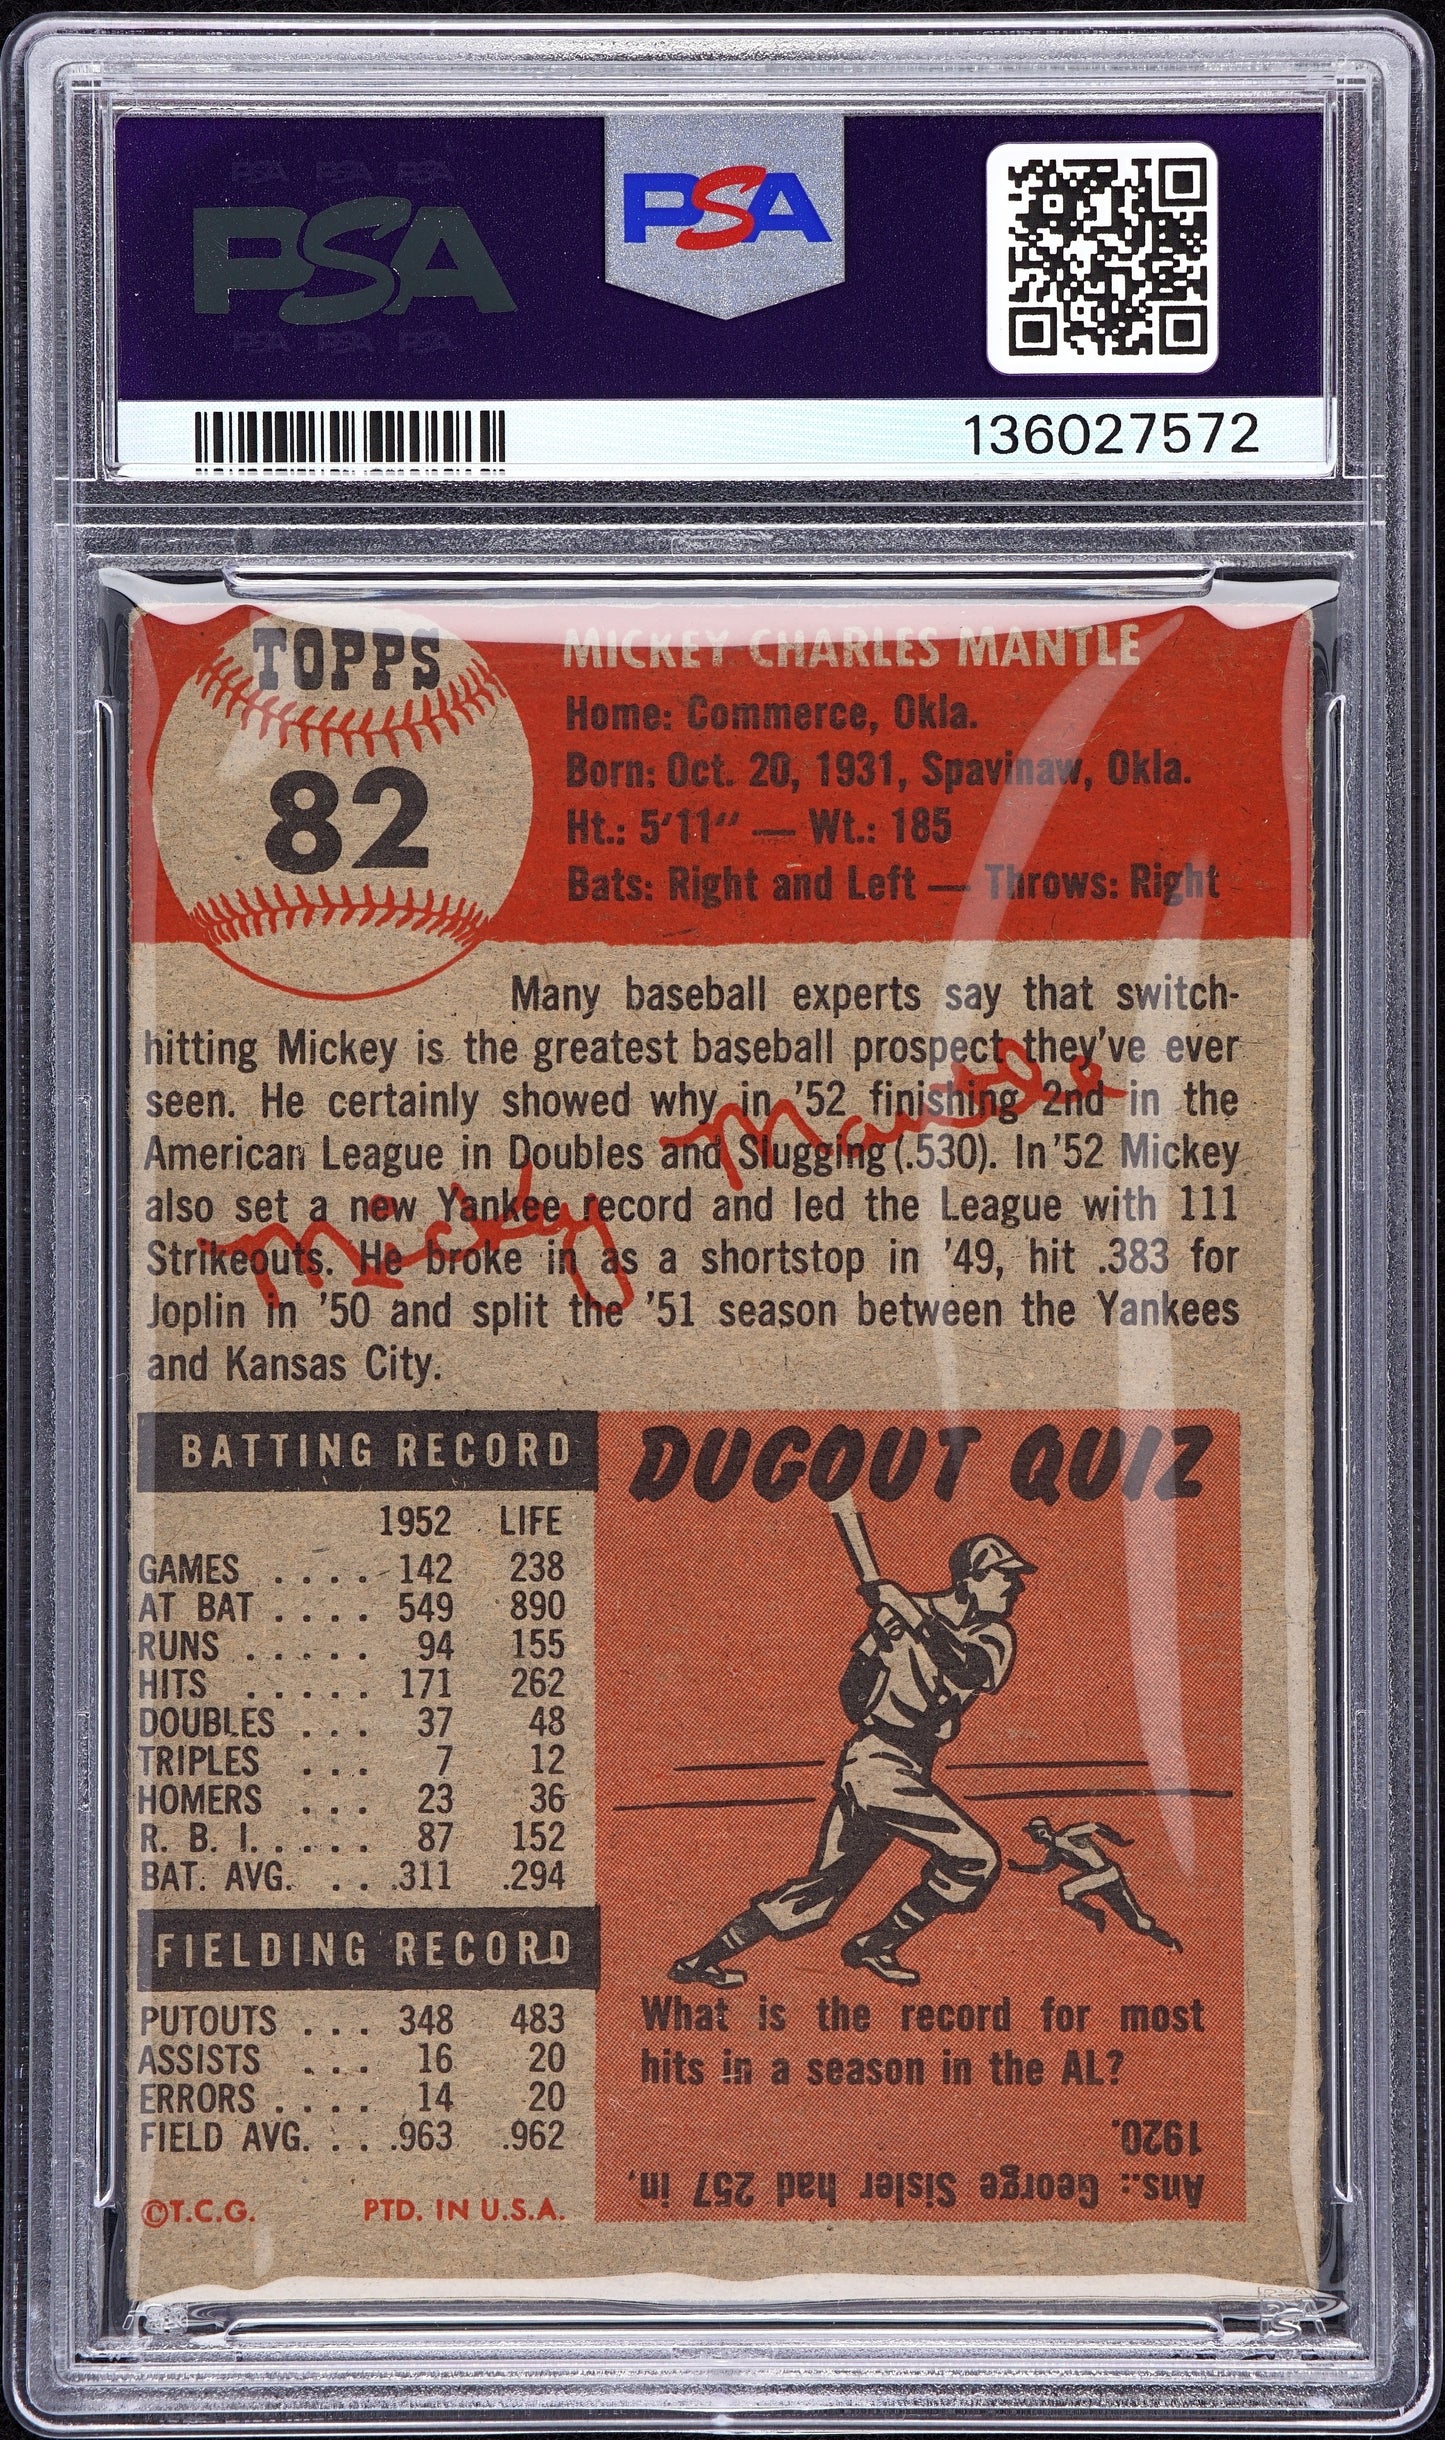 PSA
PSA
136027572
TOPPS
82
MICKEY CHARLES MANTLE
Home: Commerce, Okla.
Born: Oct. 20, 1931, Spavinaw, Okla.
Ht.: 5'11" — Wt.: 185
Bats: Right and Left — Throws: Right
Many baseball experts say that switch-
hitting Mickey is the greatest baseball prospect they've ever
seen. He certainly showed why in '52 finishing 2nd in the
American League in Doubles and Slugging (.530). In '52 Mickey
also set a new Yankee record and led the League with 111
Strikeouts. He broke in as a shortstop in '49, hit .383 for
Joplin in '50 and split the '51 season between the Yankees
and Kansas City.
Mickey Mantle
BATTING RECORD
1952 LIFE
GAMES . . . . 142 238
AT BAT . . . . 549 890
RUNS . . . . . 94 155
HITS . . . . . 171 262
DOUBLES . . . 37 48
TRIPLES . . . 7 12
HOMERS . . . 23 36
R. B. I. . . . . . 87 152
BAT. AVG. . . .311 .294
FIELDING RECORD
PUTOUTS . . . 348 483
ASSISTS . . . 16 20
ERRORS . . . . 14 20
FIELD AVG. . . .963 .962
©T.C.G. PTD. IN U.S.A.
DUGOUT QUIZ
What is the record for most
hits in a season in the AL?
Ans.: George Sisler had 257 in,
1920.
PSA